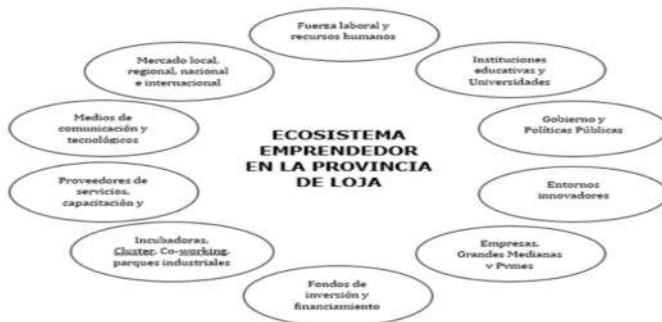 Fuerza laboral y
recursos humanos
Mercado local,
regional, nacional
e internacional
Instituciones
educativas y
Universidades
Medios de
comunicación y
tecnológicos
Gobierno y
Políticas Públicas
ECOSISTEMA
EMPRENDEDOR
EN LA PROVINCIA
DE LOJA
Proveedores de
servicios,
capacitación y
Entornos
innovadores
Incubadoras,
Cluster, Co-working,
parques industriales
Empresas,
Grandes Medianas
y Pymes
Fondos de
inversión y
financiamiento